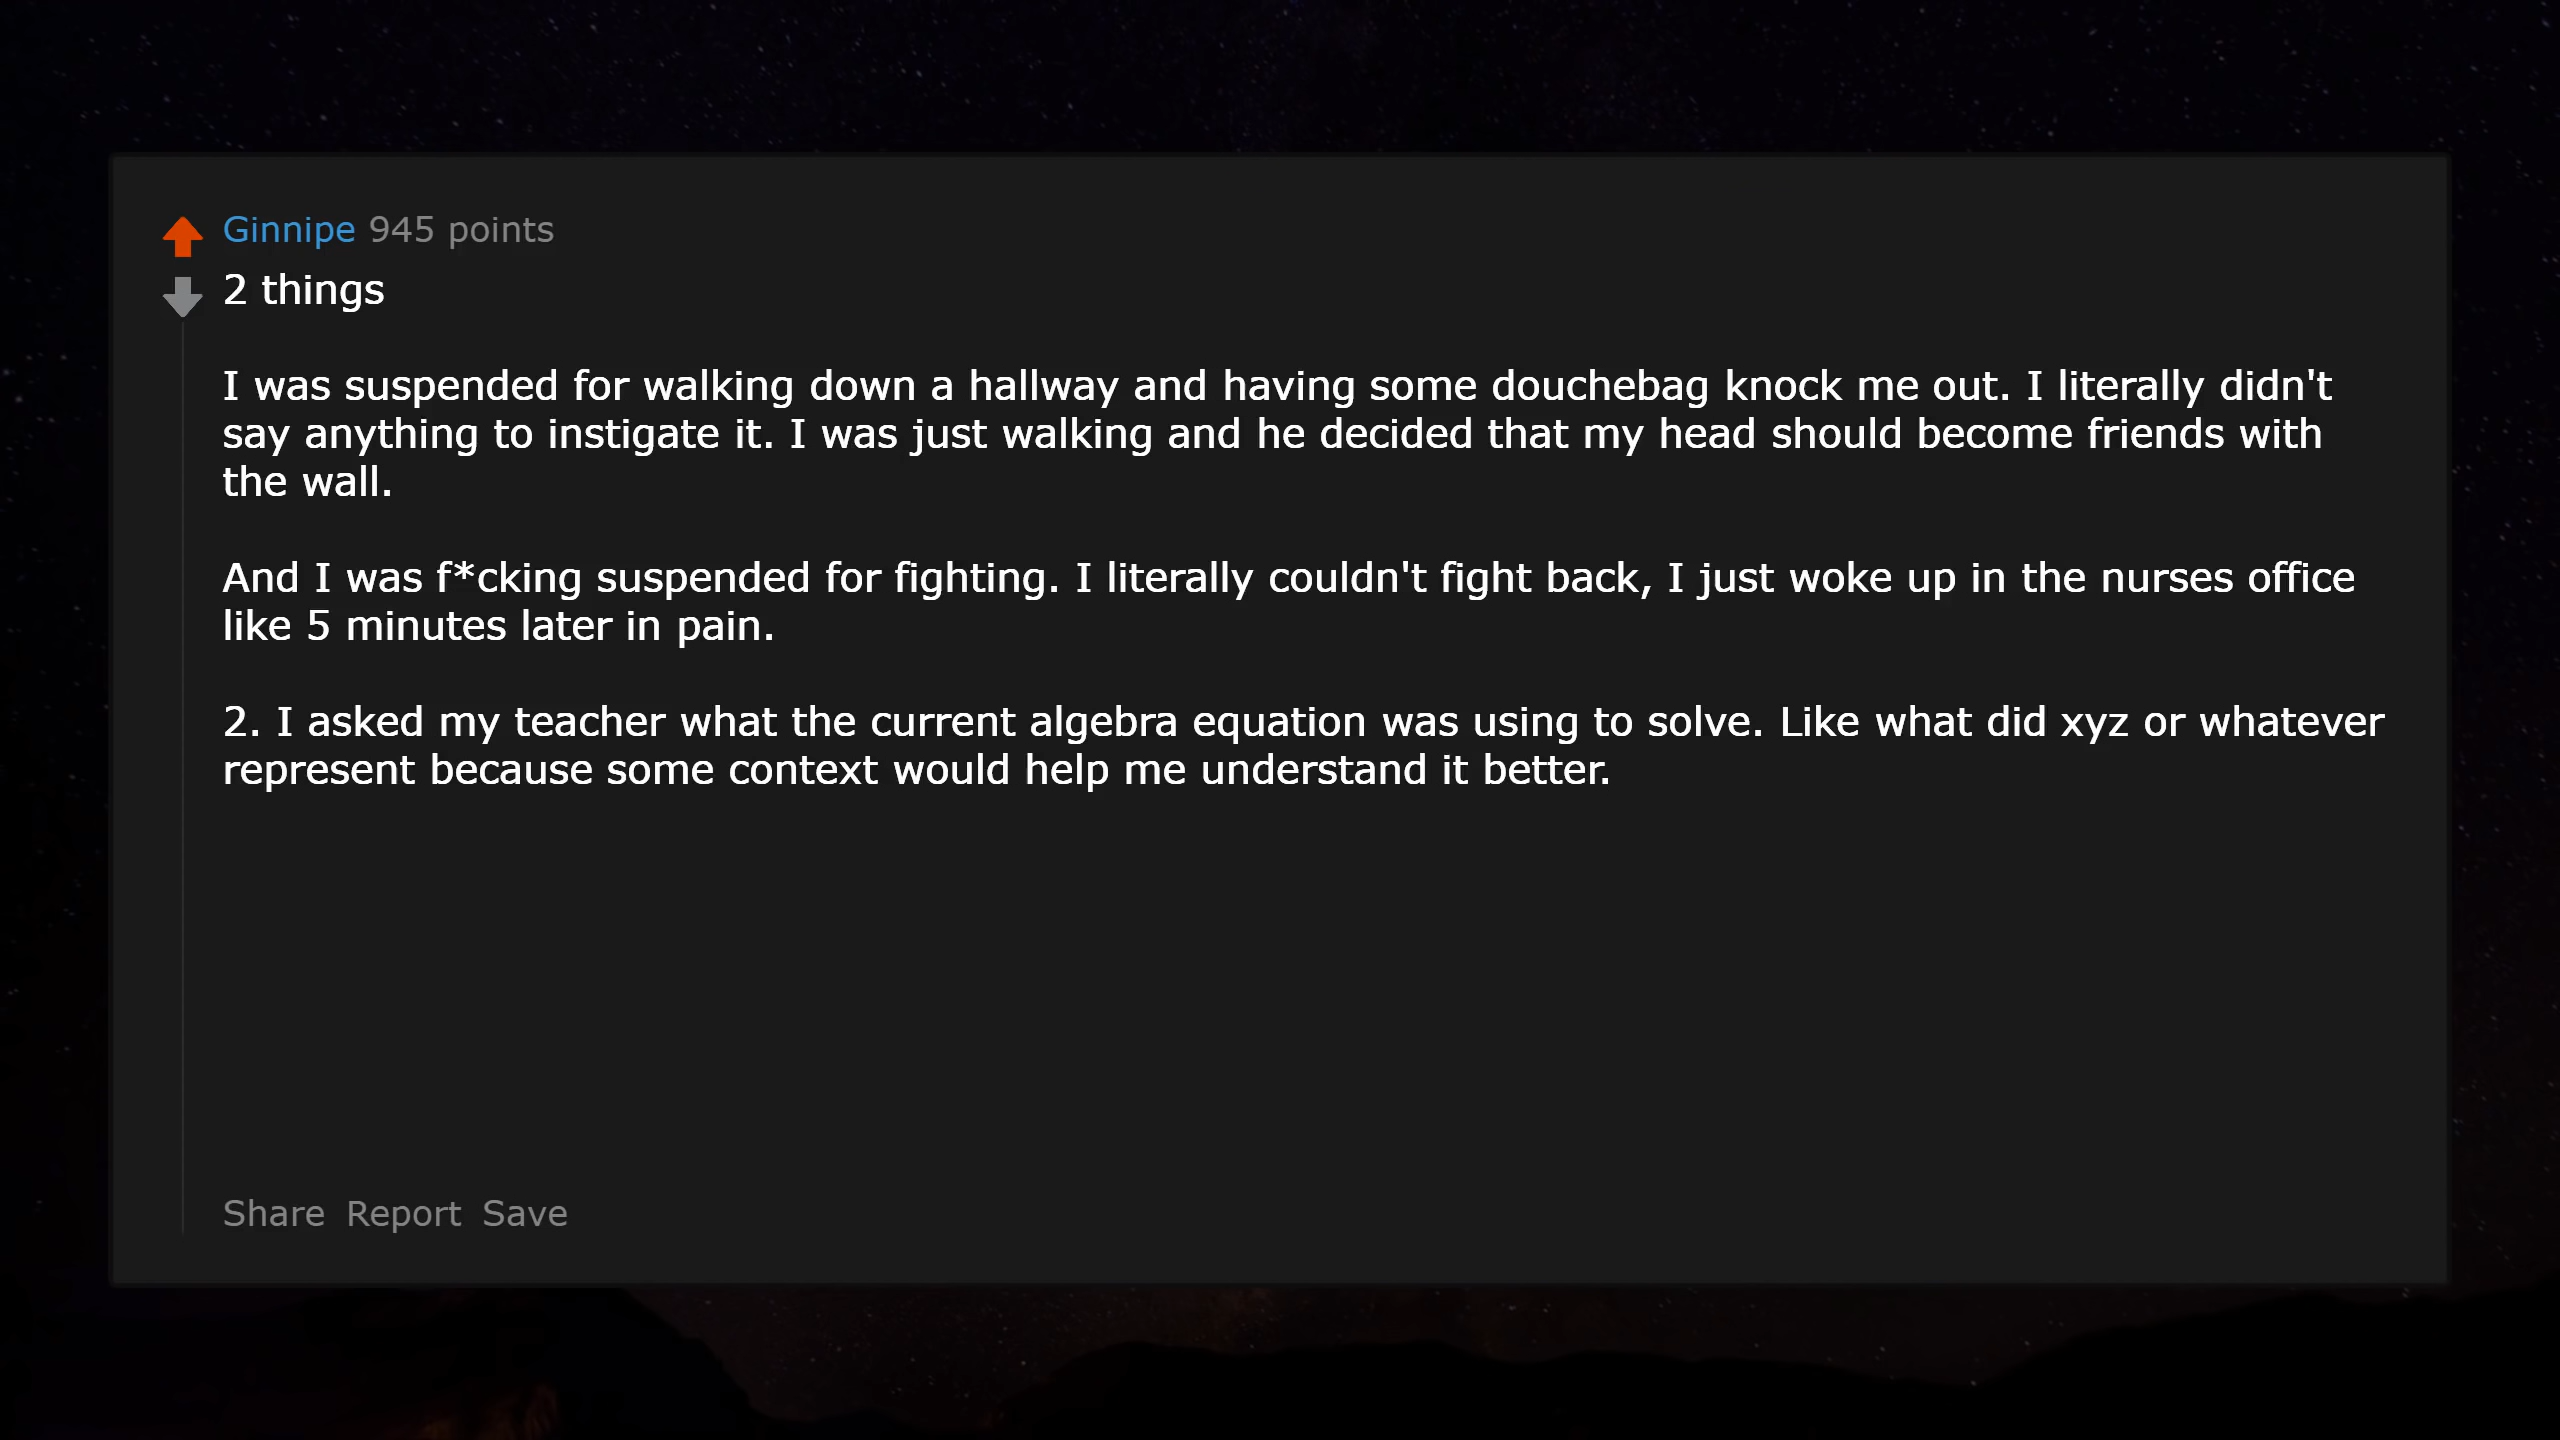 Ginnipe 945 points
2 things
I was suspended for walking down a hallway and having some douchebag knock me out. I literally didn't
say anything to instigate it. I was just walking and he decided that my head should become friends with
the wall.
And I was f*cking suspended for fighting. I literally couldn't fight back, I just woke up in the nurses office
like 5 minutes later in pain.
2. I asked my teacher what the current algebra equation was using to solve. Like what did xyz or whatever
represent because some context would help me understand it better.
Share Report Save